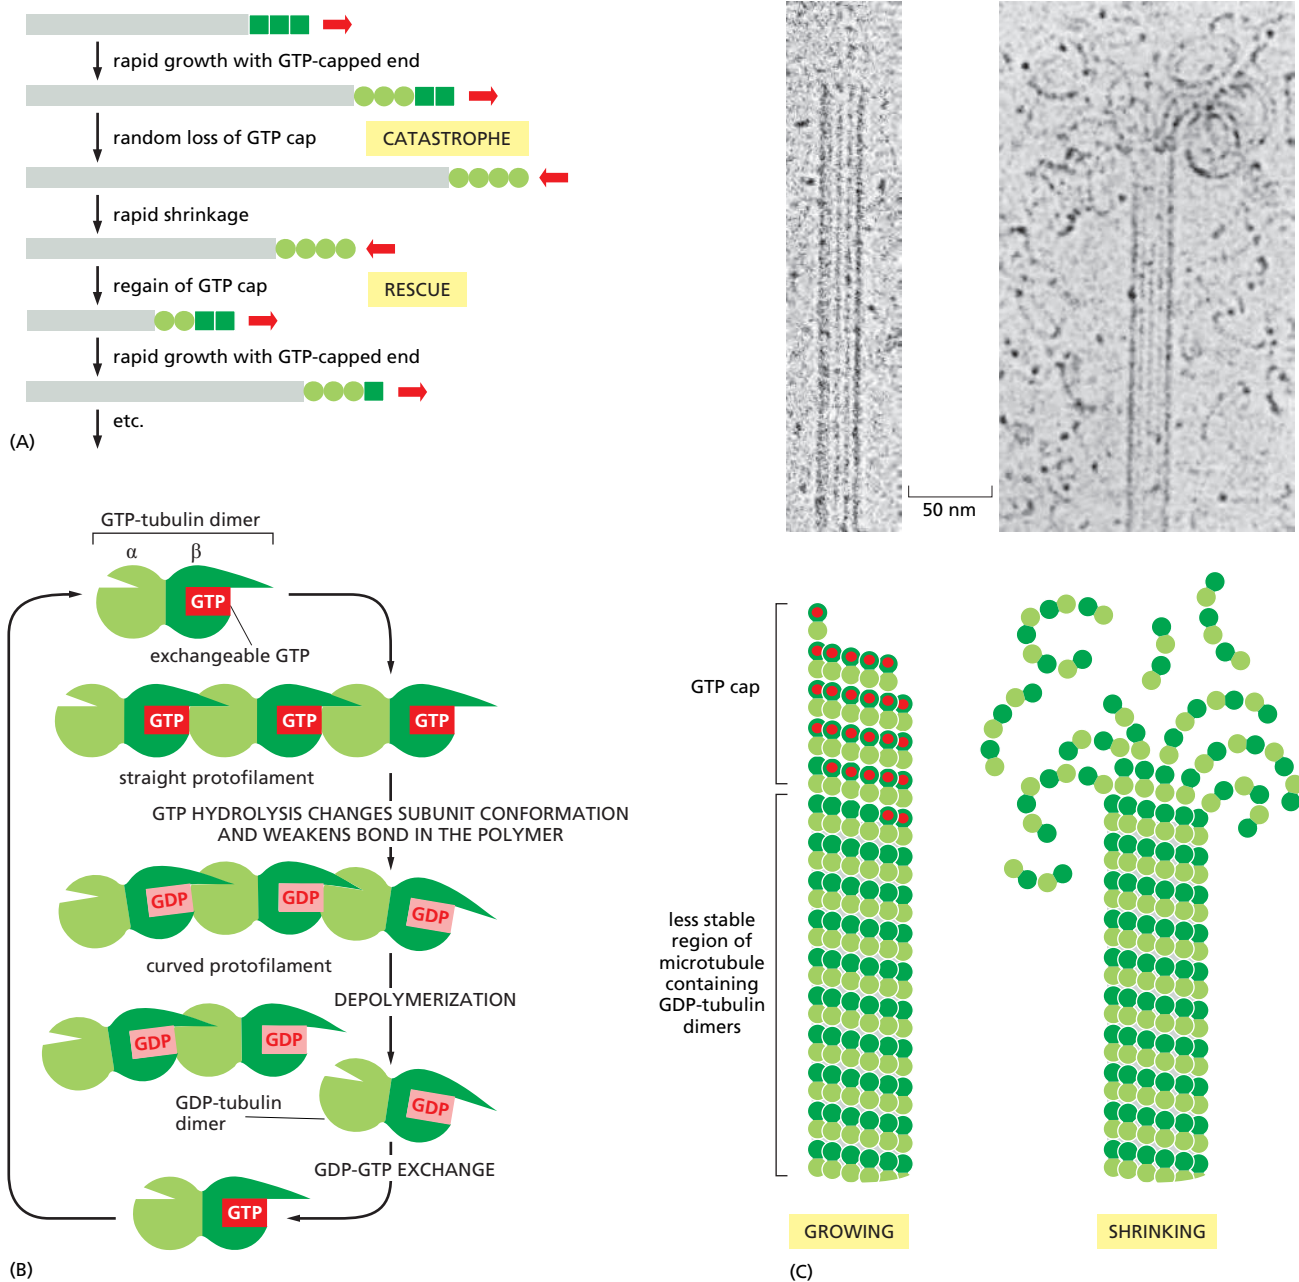 rapid growth with GTP-capped end
random loss of GTP cap
CATASTROPHE
rapid shrinkage
regain of GTP cap
RESCUE
rapid growth with GTP-capped end
etc.
(A)
GTP-tubulin dimer
α β
GTP
exchangeable GTP
GTP GTP GTP
straight protofilament
GTP HYDROLYSIS CHANGES SUBUNIT CONFORMATION
AND WEAKENS BOND IN THE POLYMER
GDP GDP GDP
curved protofilament
DEPOLYMERIZATION
GDP GDP
GDP
GDP-tubulin
dimer
GDP-GTP EXCHANGE
GTP
(B)
50 nm
GTP cap
less stable
region of
microtubule
containing
GDP-tubulin
dimers
GROWING
SHRINKING
(C)